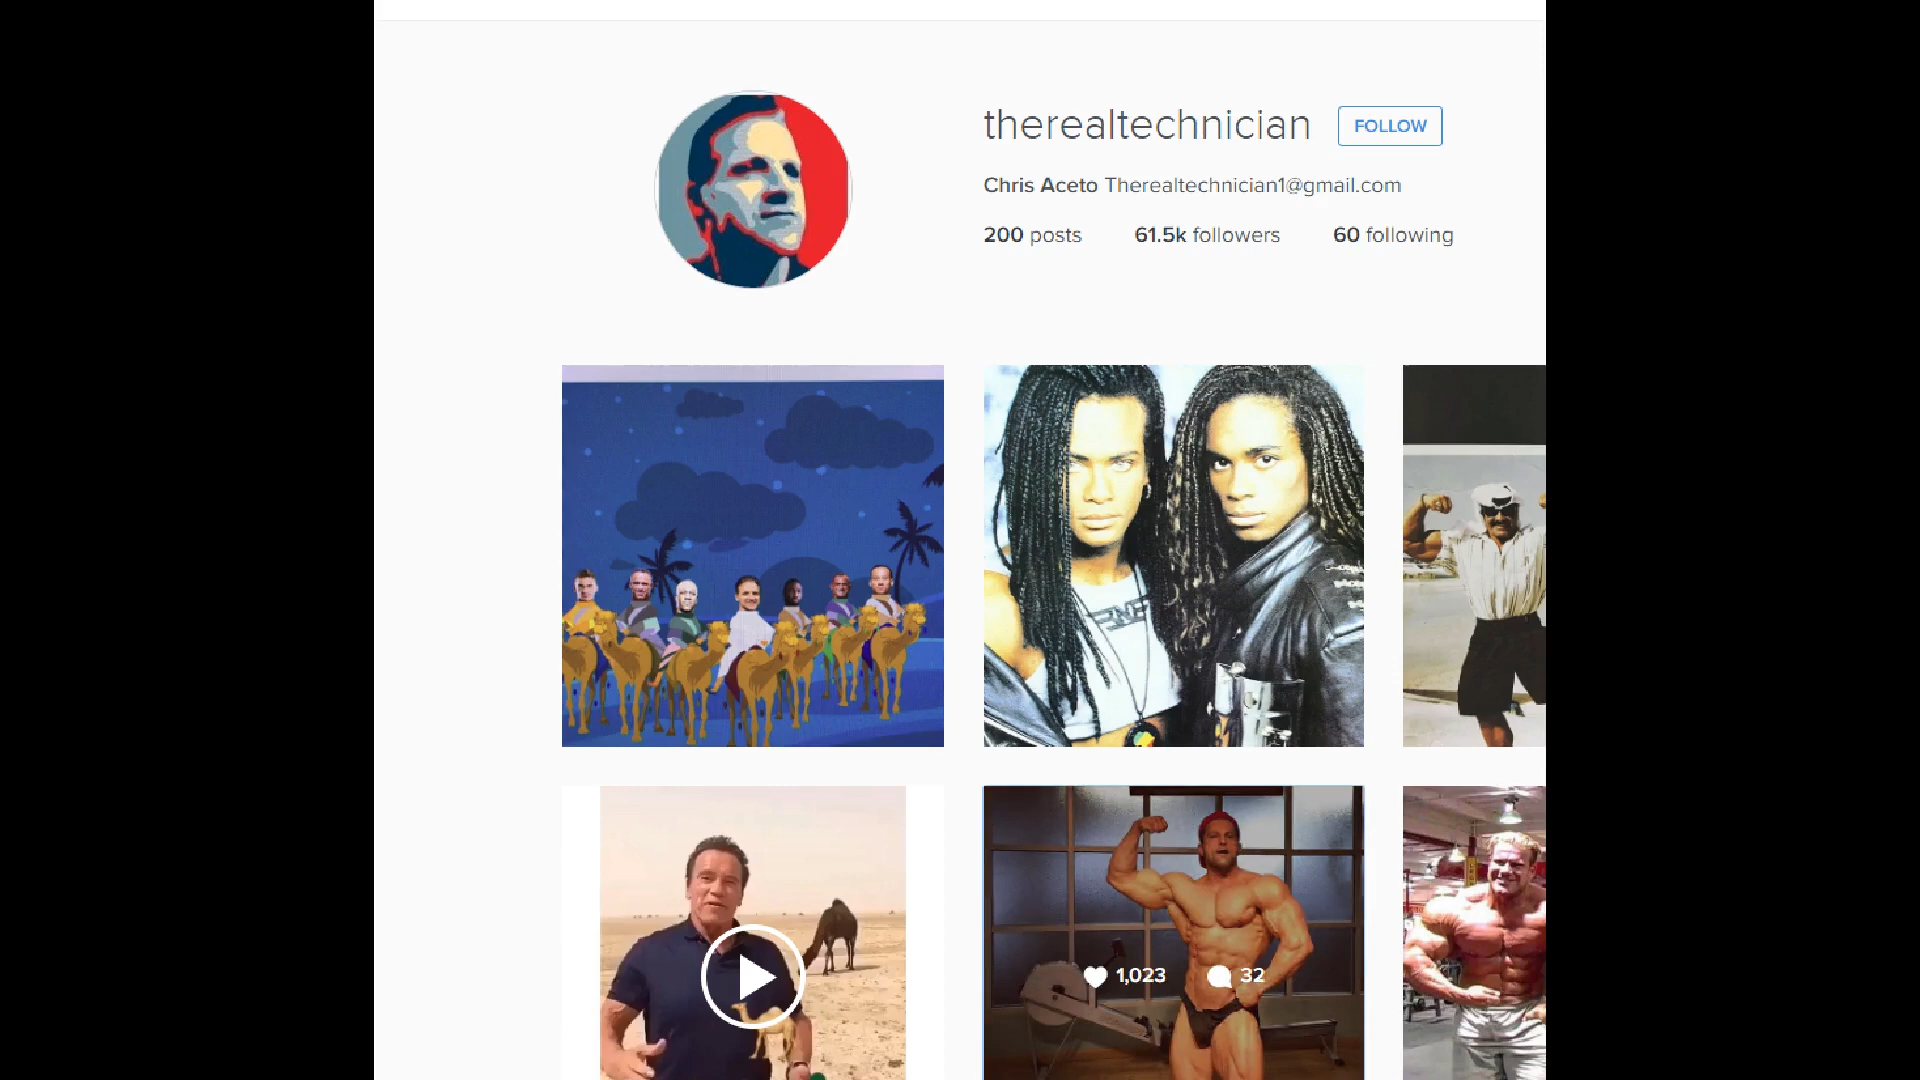 therealtechnician FOLLOW
Chris Aceto Therealtechnician1@gmail.com
200 posts 61.5k followers 60 following
1,023 32